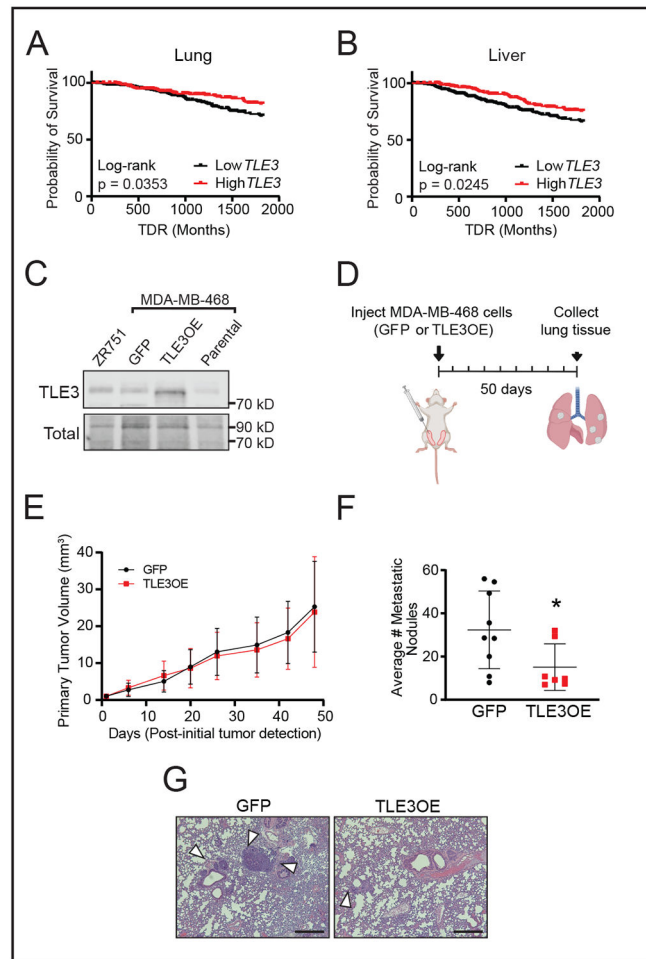 A
Lung
Probability of Survival
100
50
0
Log-rank
p = 0.0353
Low TLE3
High TLE3
0 500 1000 1500 2000
TDR (Months)
B
Liver
Probability of Survival
100
50
0
Log-rank
p = 0.0245
Low TLE3
High TLE3
0 500 1000 1500 2000
TDR (Months)
C
MDA-MB-468
ZR751
GFP
TLE3OE
Parental
TLE3
70 kD
Total
90 kD
70 kD
D
Inject MDA-MB-468 cells
(GFP or TLE3OE)
Collect
lung tissue
50 days
E
Primary Tumor Volume (mm³)
40
30
20
10
0
GFP
TLE3OE
0 10 20 30 40 50
Days (Post-initial tumor detection)
F
Average # Metastatic
Nodules
60
40
20
0
*
GFP TLE3OE
G
GFP
TLE3OE